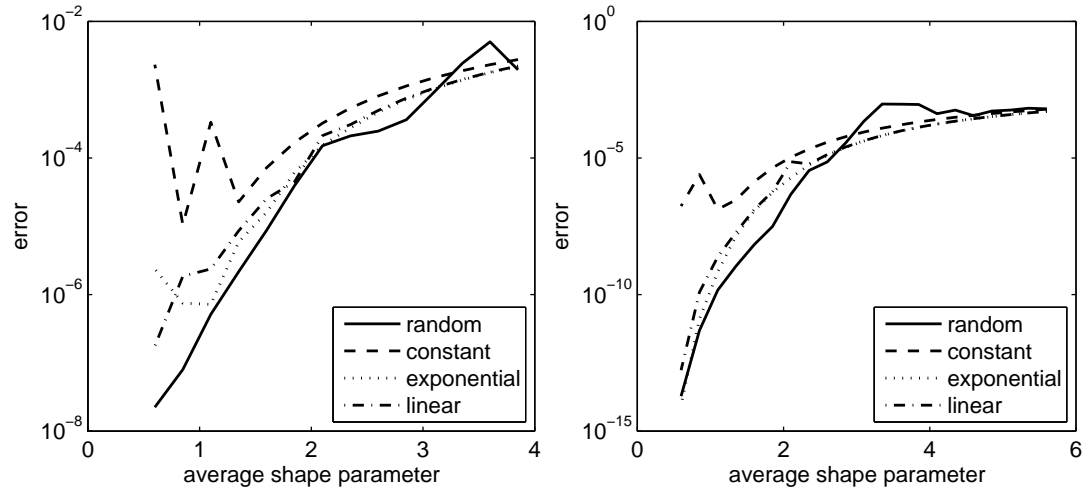 10^-2
10^-4
10^-6
10^-8
error
0 1 2 3 4
average shape parameter
random
constant
exponential
linear
10^0
10^-5
10^-10
10^-15
error
0 2 4 6
average shape parameter
random
constant
exponential
linear